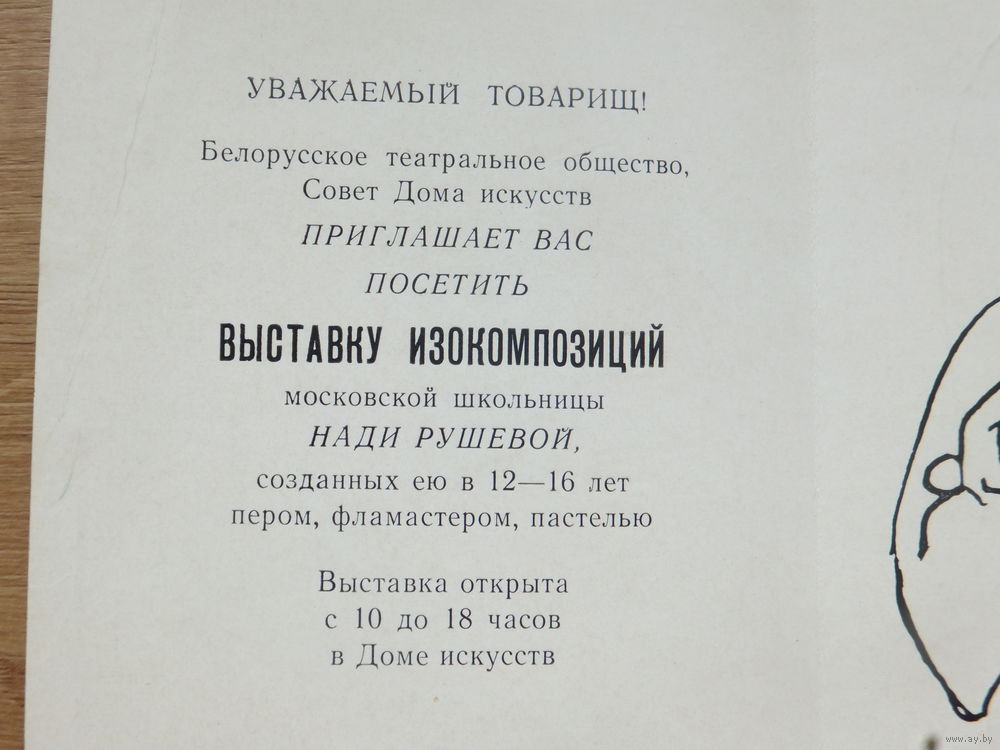 УВАЖАЕМЫЙ ТОВАРИЩ!
Белорусское театральное общество,
Совет Дома искусств
ПРИГЛАШАЕТ ВАС
ПОСЕТИТЬ
ВЫСТАВКУ ИЗОКОМПОЗИЦИЙ
московской школьницы
НАДИ РУШЕВОЙ,
созданных ею в 12—16 лет
пером, фламастером, пастелью
Выставка открыта
с 10 до 18 часов
в Доме искусств
www.ay.by